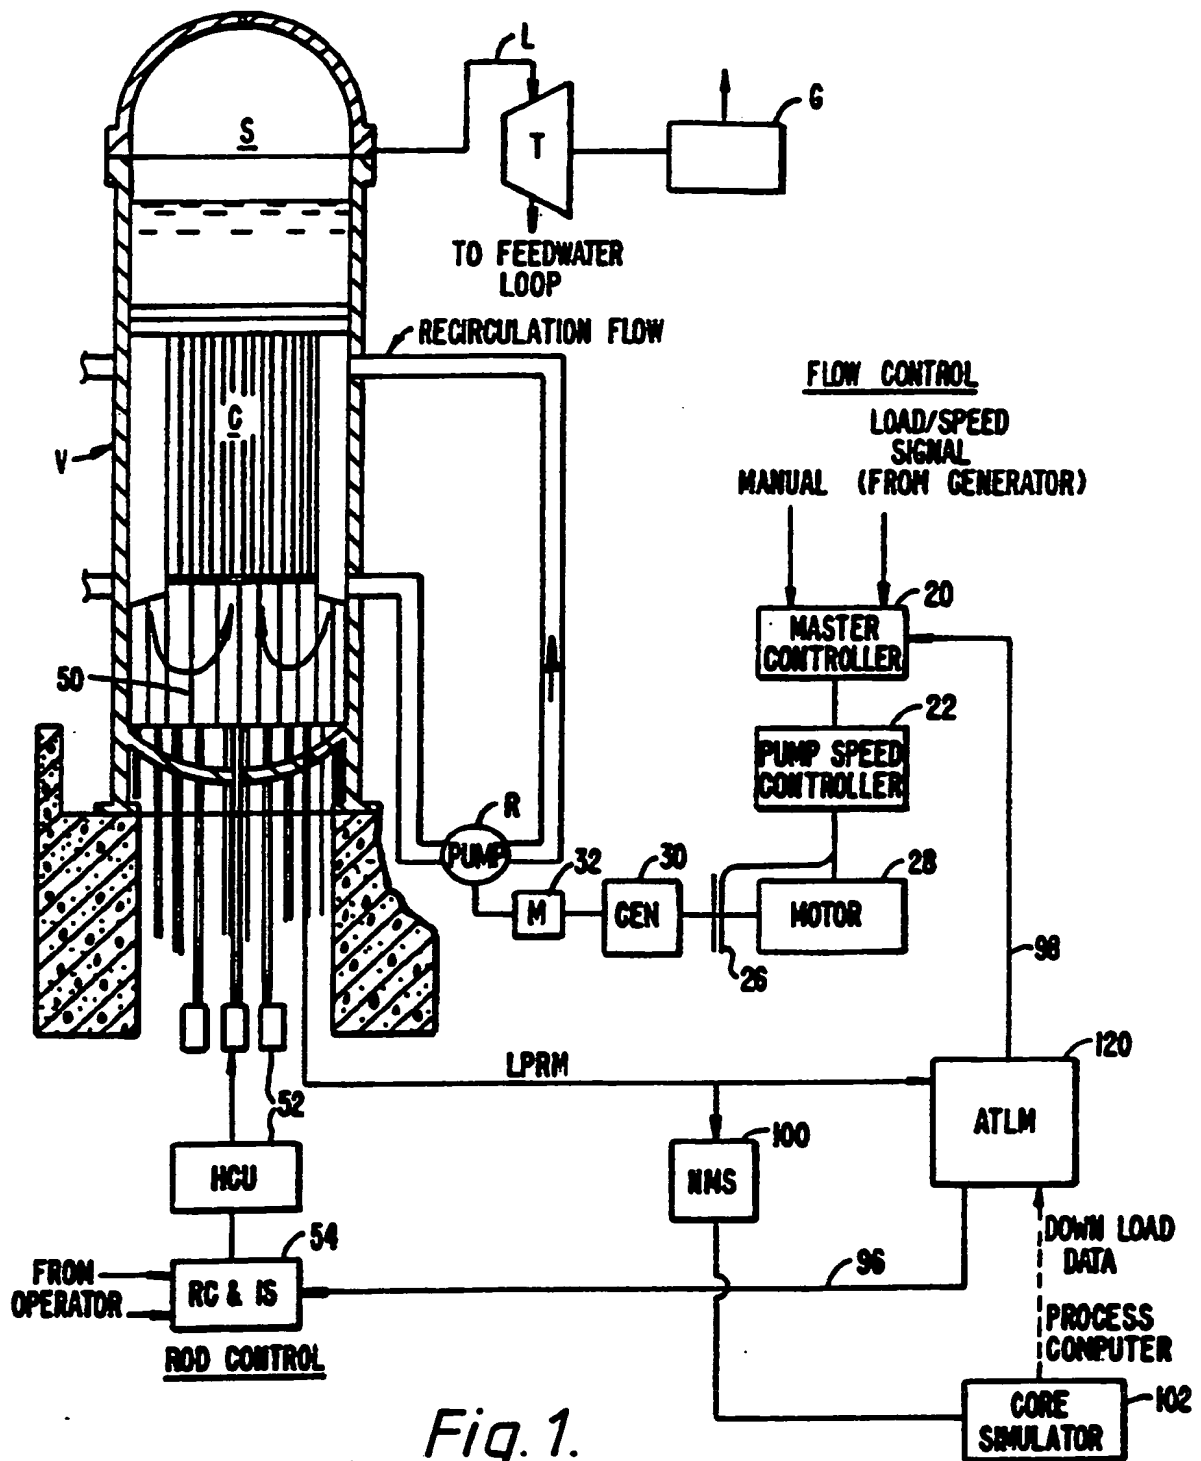 L
G
S
T
TO FEEDWATER
LOOP
RECIRCULATION FLOW
FLOW CONTROL
C
LOAD/SPEED
SIGNAL
V
MANUAL (FROM GENERATOR)
20
MASTER
CONTROLLER
50
22
PUMP SPEED
CONTROLLER
R
PUMP
32
30
28
M
GEN
MOTOR
26
98
LPRM
120
52
ATLM
100
HCU
NMS
54
DOWN LOAD
DATA
FROM
OPERATOR
RC & IS
96
PROCESS
COMPUTER
ROD CONTROL
102
CORE
SIMULATOR
Fig. 1.